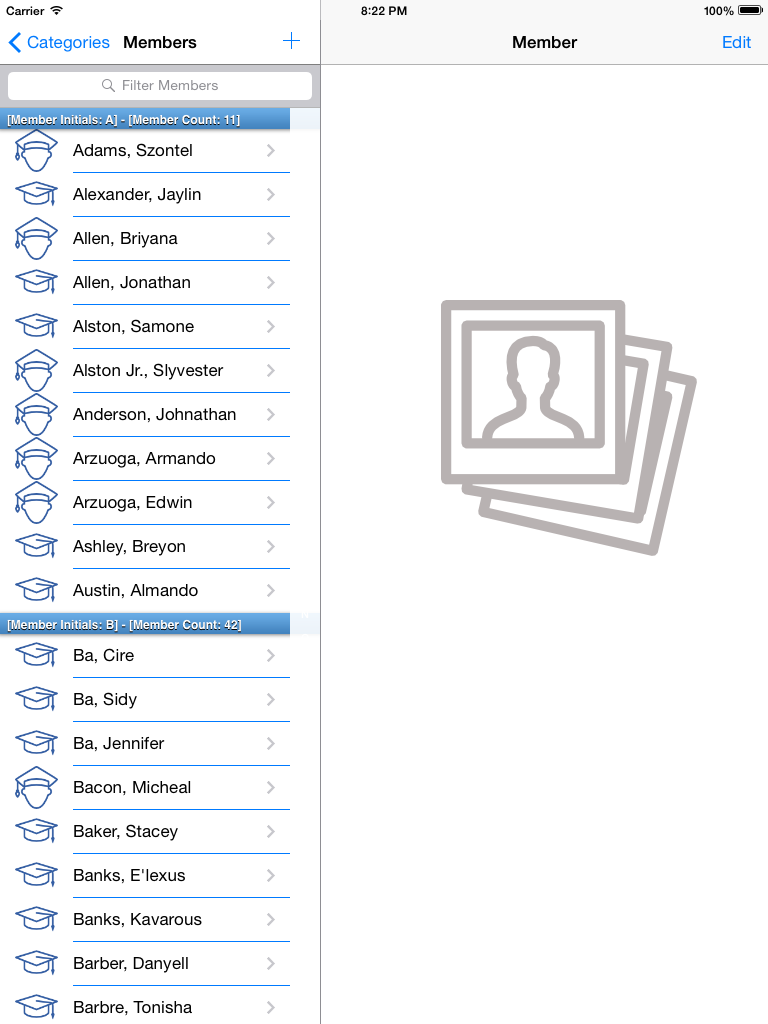 Carrier 8:22 PM 100%
Categories Members Member Edit
Filter Members
[Member Initials: A] - [Member Count: 11]
Adams, Szontel
Alexander, Jaylin
Allen, Briyana
Allen, Jonathan
Alston, Samone
Alston Jr., Slyvester
Anderson, Johnathan
Arzuoga, Armando
Arzuoga, Edwin
Ashley, Breyon
Austin, Almando
[Member Initials: B] - [Member Count: 42]
Ba, Cire
Ba, Sidy
Ba, Jennifer
Bacon, Micheal
Baker, Stacey
Banks, E'lexus
Banks, Kavarous
Barber, Danyell
Barbre, Tonisha